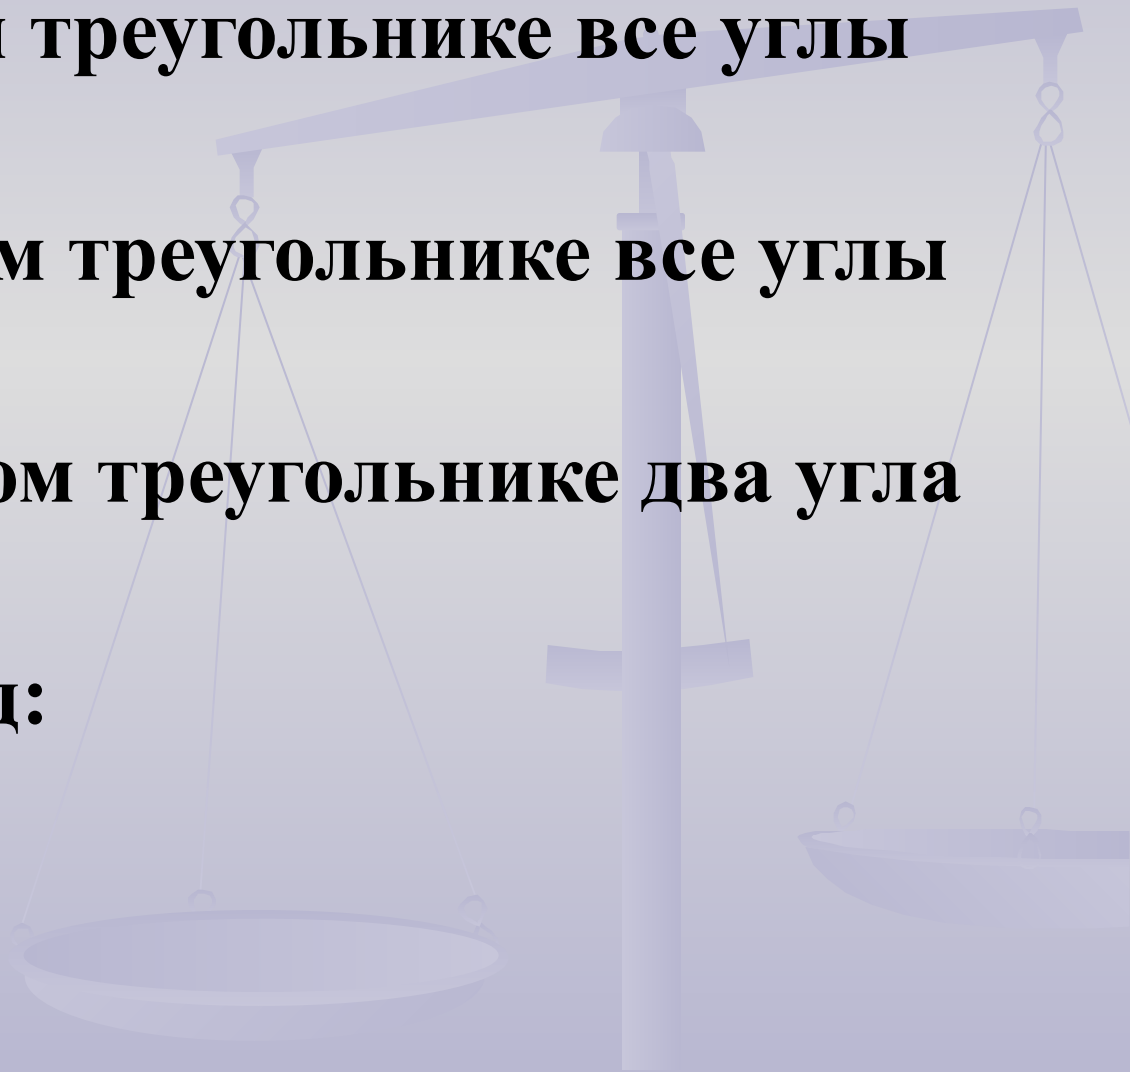 треугольнике все углы
м треугольнике все углы
ом треугольнике два угла
д: